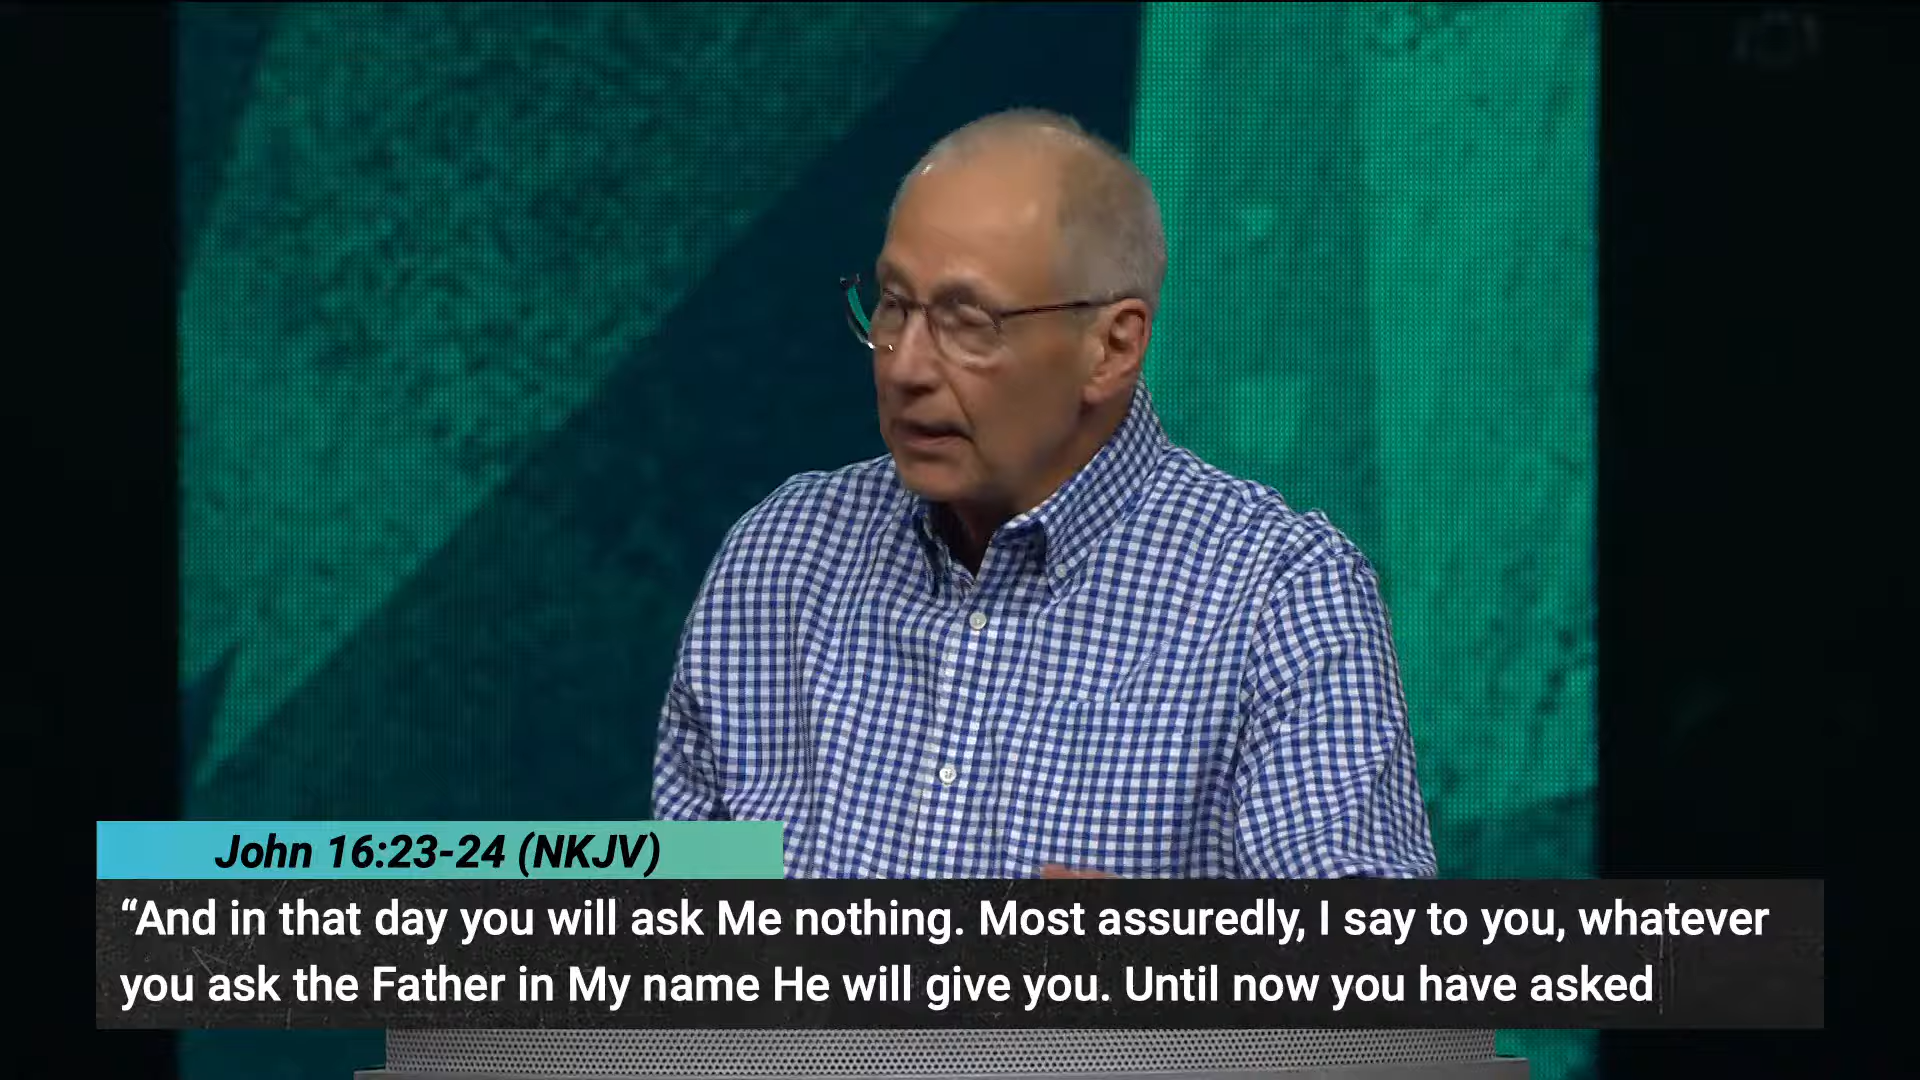 John 16:23-24 (NKJV)
“And in that day you will ask Me nothing. Most assuredly, I say to you, whatever
you ask the Father in My name He will give you. Until now you have asked